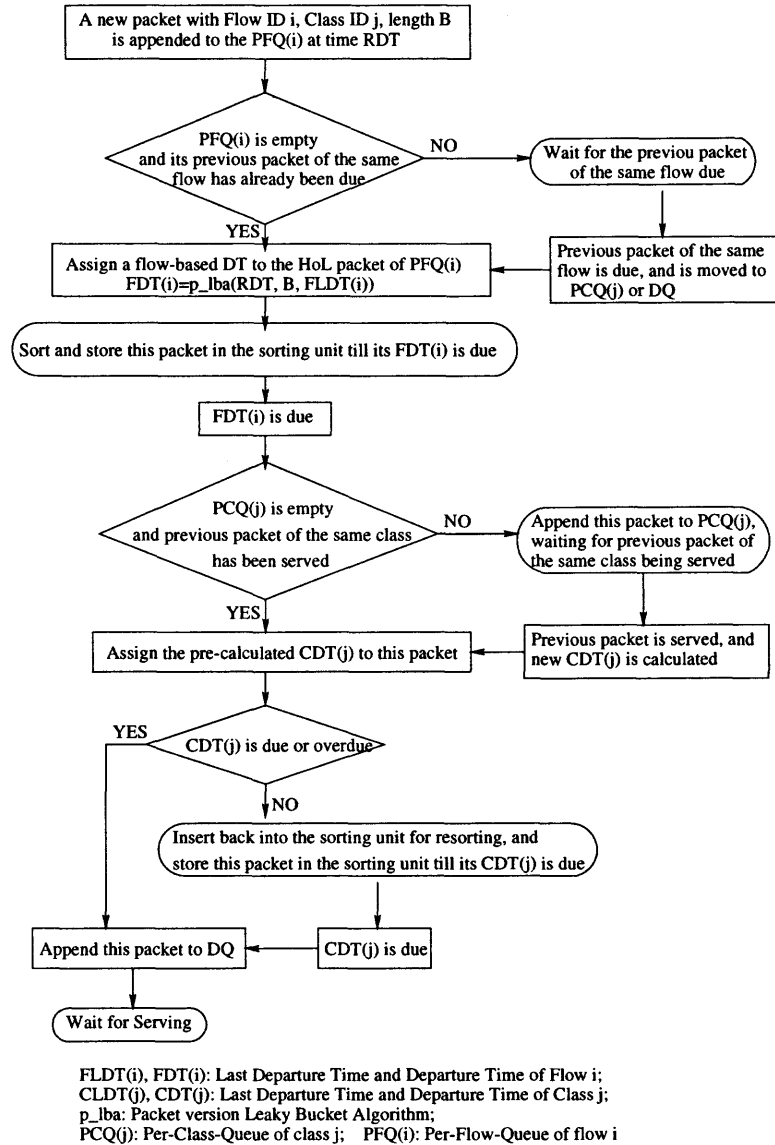 A new packet with Flow ID i, Class ID j, length B
is appended to the PFQ(i) at time RDT
PFQ(i) is empty
and its previous packet of the same
flow has already been due
NO
Wait for the previou packet
of the same flow due
YES
Assign a flow-based DT to the HoL packet of PFQ(i)
FDT(i)=p_lba(RDT, B, FLDT(i))
Previous packet of the same
flow is due, and is moved to
PCQ(j) or DQ
Sort and store this packet in the sorting unit till its FDT(i) is due
FDT(i) is due
PCQ(j) is empty
and previous packet of the same class
has been served
NO
Append this packet to PCQ(j),
waiting for previous packet of
the same class being served
YES
Assign the pre-calculated CDT(j) to this packet
Previous packet is served, and
new CDT(j) is calculated
YES
CDT(j) is due or overdue
NO
Insert back into the sorting unit for resorting, and
store this packet in the sorting unit till its CDT(j) is due
Append this packet to DQ
CDT(j) is due
Wait for Serving
FLDT(i), FDT(i): Last Departure Time and Departure Time of Flow i;
CLDT(j), CDT(j): Last Departure Time and Departure Time of Class j;
p_lba: Packet version Leaky Bucket Algorithm;
PCQ(j): Per-Class-Queue of class j; PFQ(i): Per-Flow-Queue of flow i